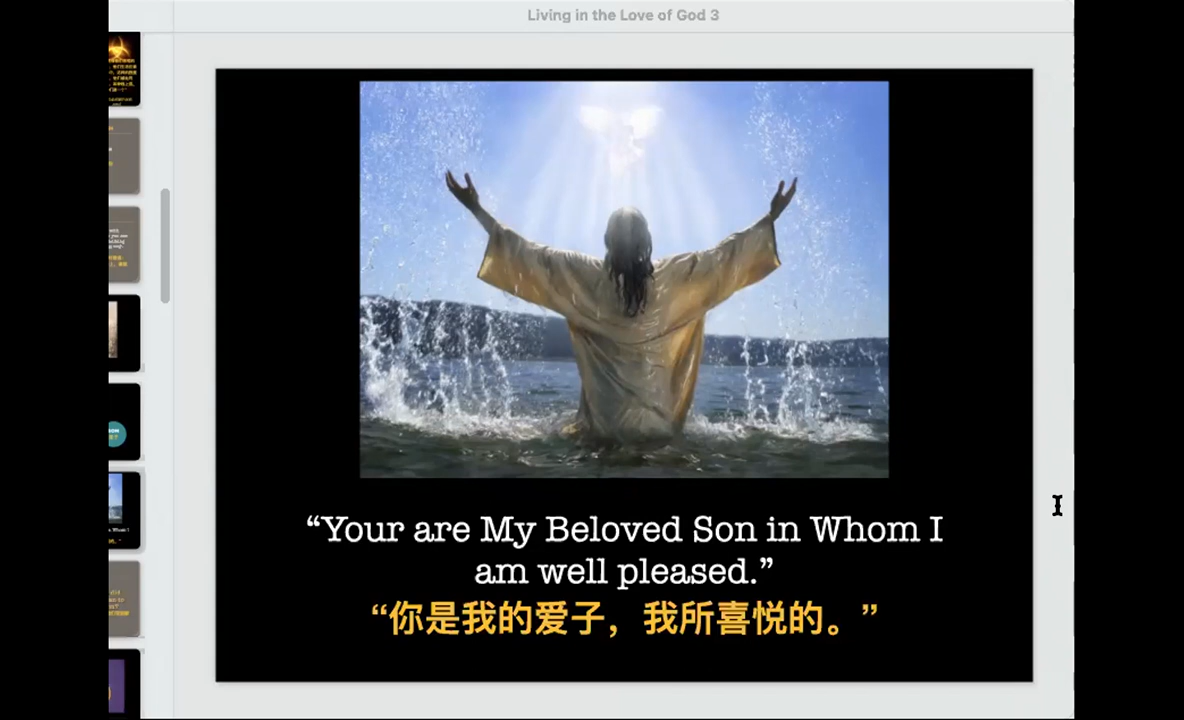 Living in the Love of God 3
“Your are My Beloved Son in Whom I
am well pleased.”
“你是我的爱子，我所喜悦的。”